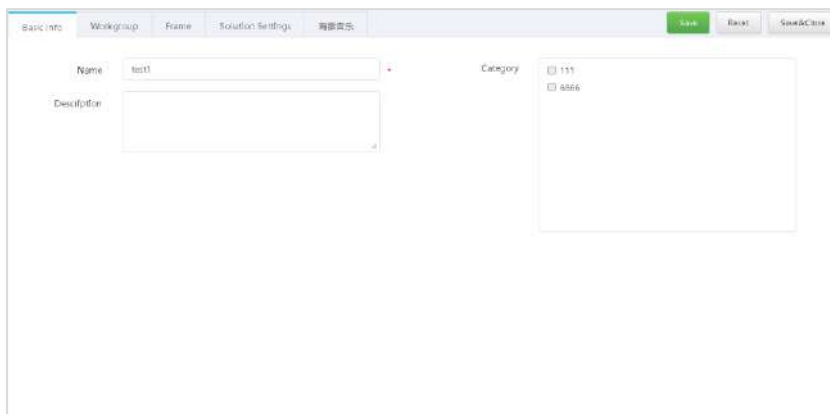 Basic Info
Workgroup
Frame
Solution Settings
Save
Reset
Save&Close
Name
test1
*
Category
111
6666
Description